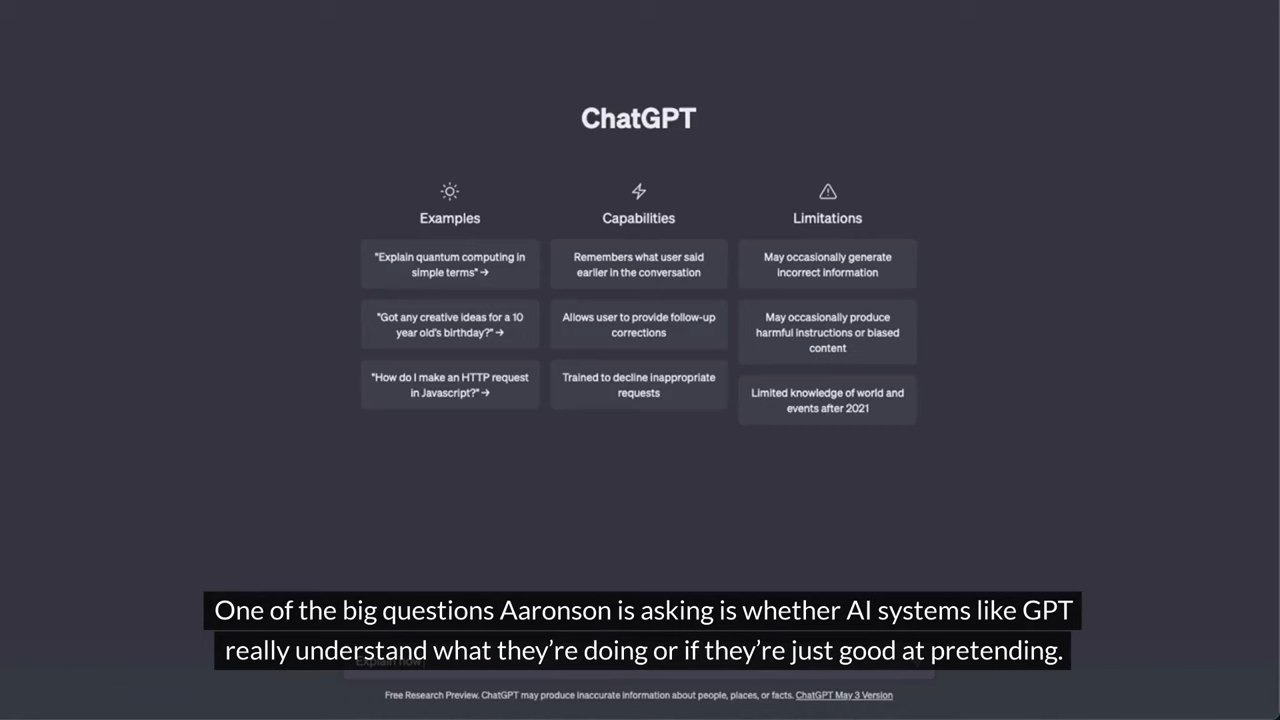 ChatGPT
Examples
"Explain quantum computing in
simple terms" →
"Got any creative ideas for a 10
year old's birthday?" →
"How do I make an HTTP request
in Javascript?" →
Capabilities
Remembers what user said
earlier in the conversation
Allows user to provide follow-up
corrections
Trained to decline inappropriate
requests
Limitations
May occasionally generate
incorrect information
May occasionally produce
harmful instructions or biased
content
Limited knowledge of world and
events after 2021
One of the big questions Aaronson is asking is whether AI systems like GPT
really understand what they’re doing or if they’re just good at pretending.
Explain how
Free Research Preview. ChatGPT may produce inaccurate information about people, places, or facts. ChatGPT May 3 Version